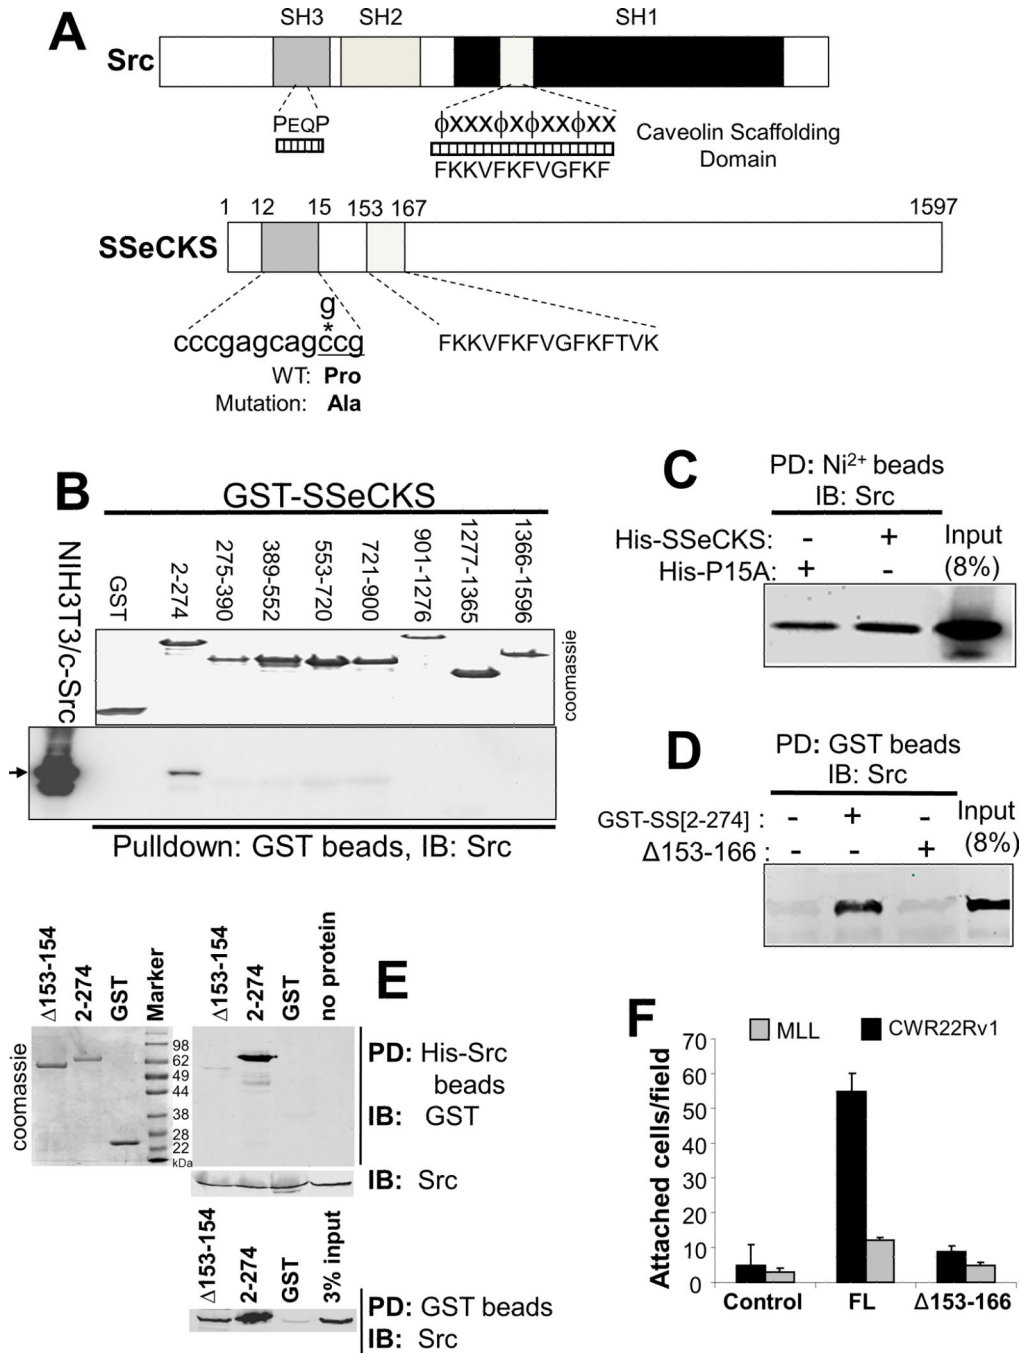 A
SH3 SH2 SH1
Src
PEQP
ϕXXXϕXϕXXϕXX
FKKVFKFVGFKF
Caveolin Scaffolding
Domain
1 12 15 153 167 1597
SSeCKS
g
*
cccgagcagccg
FKKVFKFVGFKFTVK
WT: Pro
Mutation: Ala
B
GST-SSeCKS
NIH3T3/c-Src
GST
2-274
275-390
389-552
553-720
721-900
901-1276
1277-1365
1366-1596
coomassie
Pulldown: GST beads, IB: Src
C
PD: Ni2+ beads
IB: Src
His-SSeCKS: - + Input
His-P15A: + - (8%)
D
PD: GST beads
IB: Src
GST-SS[2-274] : - + - Input
Δ153-166 : - - + (8%)
E
Δ153-154
2-274
GST
Marker
coomassie
98
62
49
44
38
28
22
kDa
Δ153-154
2-274
GST
no protein
PD: His-Src
beads
IB: GST
IB: Src
Δ153-154
2-274
GST
3% input
PD: GST beads
IB: Src
F
MLL CWR22Rv1
Attached cells/field
70
60
50
40
30
20
10
0
Control FL Δ153-166